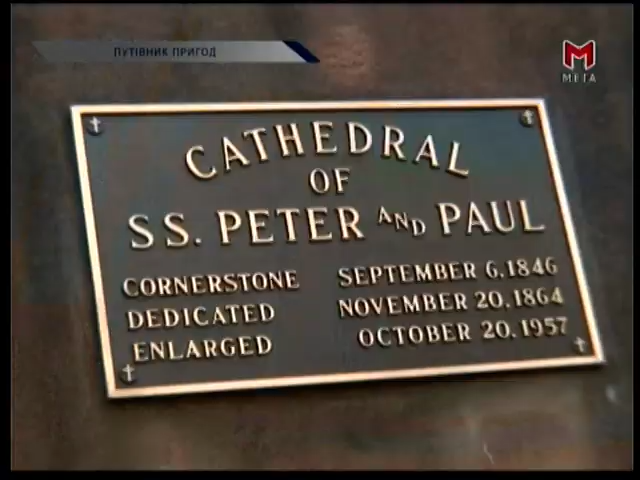 ПУТІВНИК ПРИГОД
МЕГА
CATHEDRAL
OF
SS. PETER AND PAUL
CORNERSTONE SEPTEMBER 6, 1846
DEDICATED NOVEMBER 20, 1864
ENLARGED OCTOBER 20, 1957